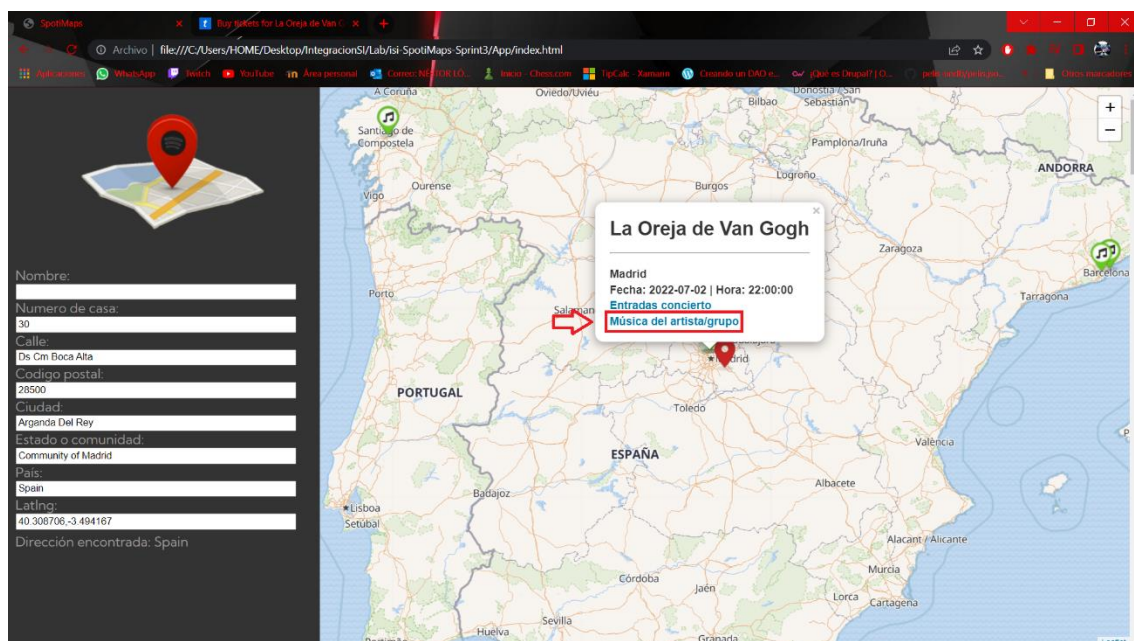 SpotiMaps
Buy tickets for La Oreja de Van G
Archivo | file:///C:/Users/HOME/Desktop/IntegracionSI/Lab/isi-SpotiMaps-Sprint3/App/index.html
Aplicaciones WhatsApp Twitch YouTube Área personal Correo: NÉSTOR LÓ... Inicio - Chess.com TipCalc - Xamarin Creando un DAO e... ¿Qué es Drupal? | O... Otros marcadores
Nombre:
Numero de casa:
30
Calle:
Ds Cm Boca Alta
Codigo postal:
28500
Ciudad:
Arganda Del Rey
Estado o comunidad:
Community of Madrid
País:
Spain
Latlng:
40.308706,-3.494167
Dirección encontrada: Spain
A Coruña
Oviedo/Uviéu
Bilbao
Donostia / San
Sebastián
Santiago de
Compostela
Pamplona/Iruña
+
−
ANDORRA
Logroño
Ourense
Burgos
Vigo
La Oreja de Van Gogh
×
Madrid
Fecha: 2022-07-02 | Hora: 22:00:00
Entradas concierto
Música del artista/grupo
Zaragoza
Barcelona
Porto
Tarragona
Salaman
PORTUGAL
Toledo
ESPAÑA
València
Albacete
Badajoz
Lisboa
Setúbal
Alacant / Alicante
Murcia
Córdoba
Jaén
Lorca
Cartagena
Sevilla
Huelva
Granada